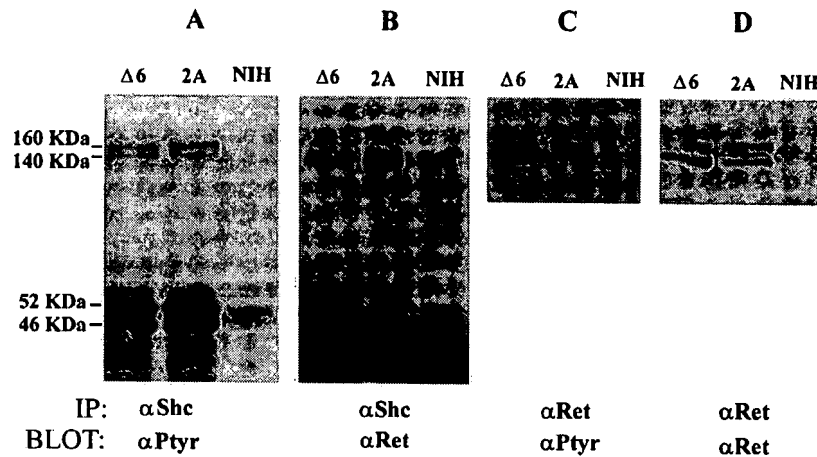 A B C D
Δ6 2A NIH Δ6 2A NIH Δ6 2A NIH Δ6 2A NIH
160 KDa
140 KDa
52 KDa
46 KDa
IP: αShc αShc αRet αRet
BLOT: αPtyr αRet αPtyr αRet